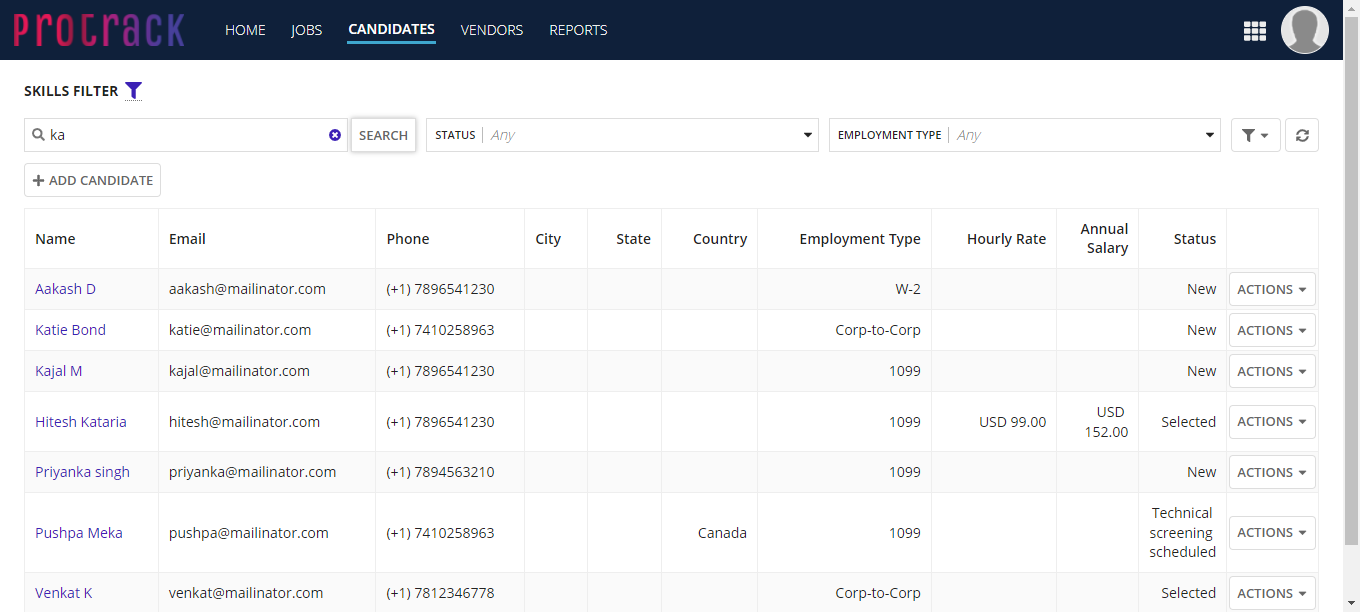 protrack HOME JOBS CANDIDATES VENDORS REPORTS
SKILLS FILTER
ka SEARCH STATUS Any EMPLOYMENT TYPE Any
ADD CANDIDATE
Name Email Phone City State Country Employment Type Hourly Rate Annual Salary Status
Aakash D aakash@mailinator.com (+1) 7896541230 W-2 New ACTIONS
Katie Bond katie@mailinator.com (+1) 7410258963 Corp-to-Corp New ACTIONS
Kajal M kajal@mailinator.com (+1) 7896541230 1099 New ACTIONS
Hitesh Kataria hitesh@mailinator.com (+1) 7896541230 1099 USD 99.00 USD 152.00 Selected ACTIONS
Priyanka singh priyanka@mailinator.com (+1) 7894563210 1099 New ACTIONS
Pushpa Meka pushpa@mailinator.com (+1) 7410258963 Canada 1099 Technical screening scheduled ACTIONS
Venkat K venkat@mailinator.com (+1) 7812346778 Corp-to-Corp Selected ACTIONS